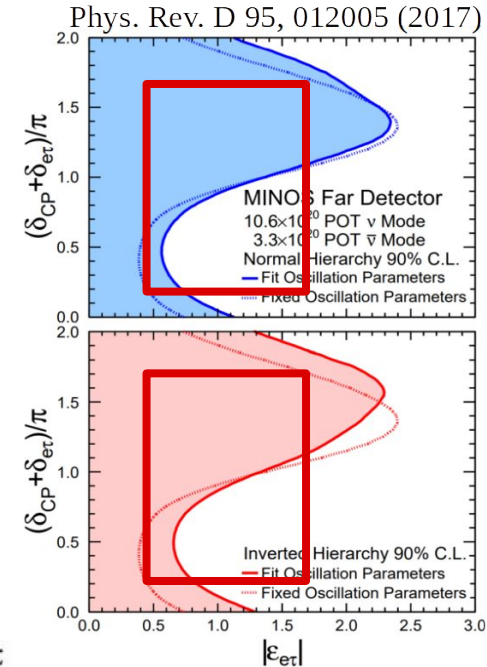 Phys. Rev. D 95, 012005 (2017)
2.0
1.5
1.0
0.5
0.0
(δCP+δeτ)/π
MINOS Far Detector
10.6×10²⁰ POT ν Mode
3.3×10²⁰ POT ν̅ Mode
Normal Hierarchy 90% C.L.
Fit Oscillation Parameters
Fixed Oscillation Parameters
2.0
1.5
1.0
0.5
0.0
(δCP+δeτ)/π
Inverted Hierarchy 90% C.L.
Fit Oscillation Parameters
Fixed Oscillation Parameters
0.0 0.5 1.0 1.5 2.0 2.5 3.0
|εeτ|